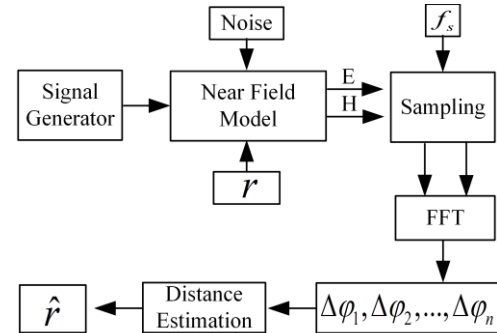 Noise
f_s
Signal
Generator
Near Field
Model
E
H
Sampling
r
FFT
r̂
Distance
Estimation
Δφ₁, Δφ₂, ..., Δφₙ